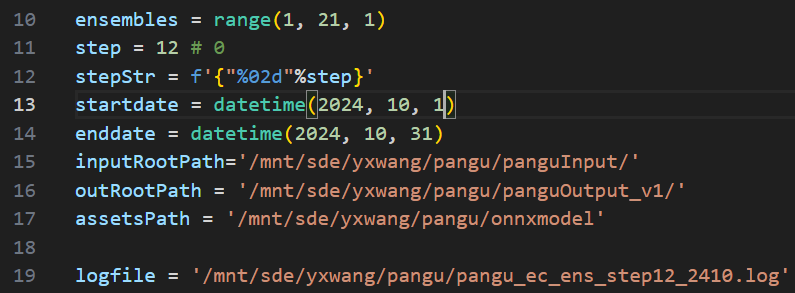 10 ensembles = range(1, 21, 1)
11 step = 12 # 0
12 stepStr = f'{"%02d"%step}'
13 startdate = datetime(2024, 10, 1)
14 enddate = datetime(2024, 10, 31)
15 inputRootPath='/mnt/sde/yxwang/pangu/panguInput/'
16 outRootPath = '/mnt/sde/yxwang/pangu/panguOutput_v1/'
17 assetsPath = '/mnt/sde/yxwang/pangu/onnxmodel'
18
19 logfile = '/mnt/sde/yxwang/pangu/pangu_ec_ens_step12_2410.log'